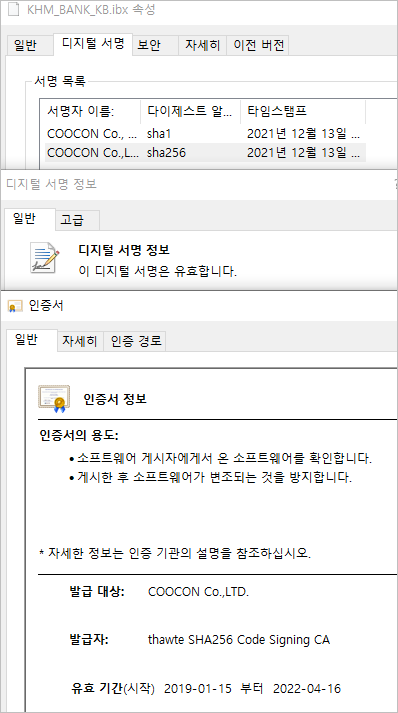 KHM_BANK_KB.ibx 속성
일반 디지털 서명 보안 자세히 이전 버전
서명 목록
서명자 이름: 다이제스트 알... 타임스탬프
COOCON Co., ... sha1 2021년 12월 13일 ...
COOCON Co.,L... sha256 2021년 12월 13일 ...
디지털 서명 정보 ?
일반 고급
디지털 서명 정보
이 디지털 서명은 유효합니다.
인증서
일반 자세히 인증 경로
인증서 정보
인증서의 용도:
• 소프트웨어 게시자에게서 온 소프트웨어를 확인합니다.
• 게시한 후 소프트웨어가 변조되는 것을 방지합니다.
* 자세한 정보는 인증 기관의 설명을 참조하십시오.
발급 대상: COOCON Co.,LTD.
발급자: thawte SHA256 Code Signing CA
유효 기간(시작) 2019-01-15 부터 2022-04-16